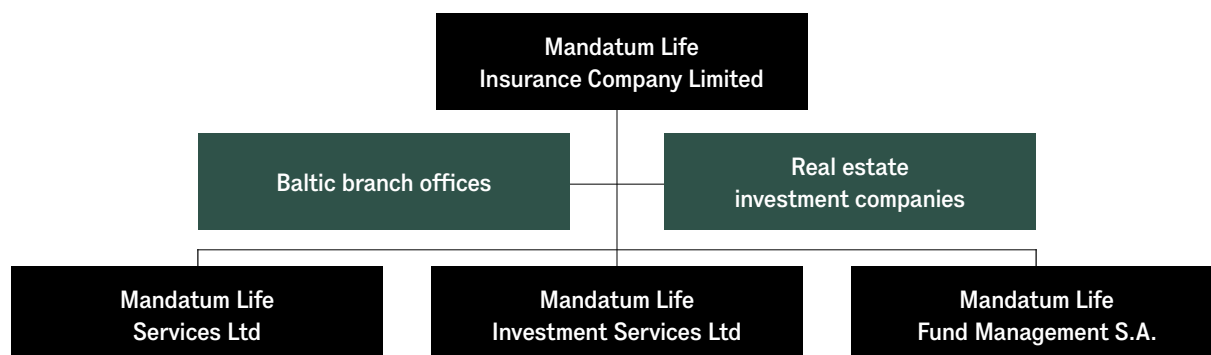 Mandatum Life
Insurance Company Limited
Baltic branch offices
Real estate
investment companies
Mandatum Life
Services Ltd
Mandatum Life
Investment Services Ltd
Mandatum Life
Fund Management S.A.